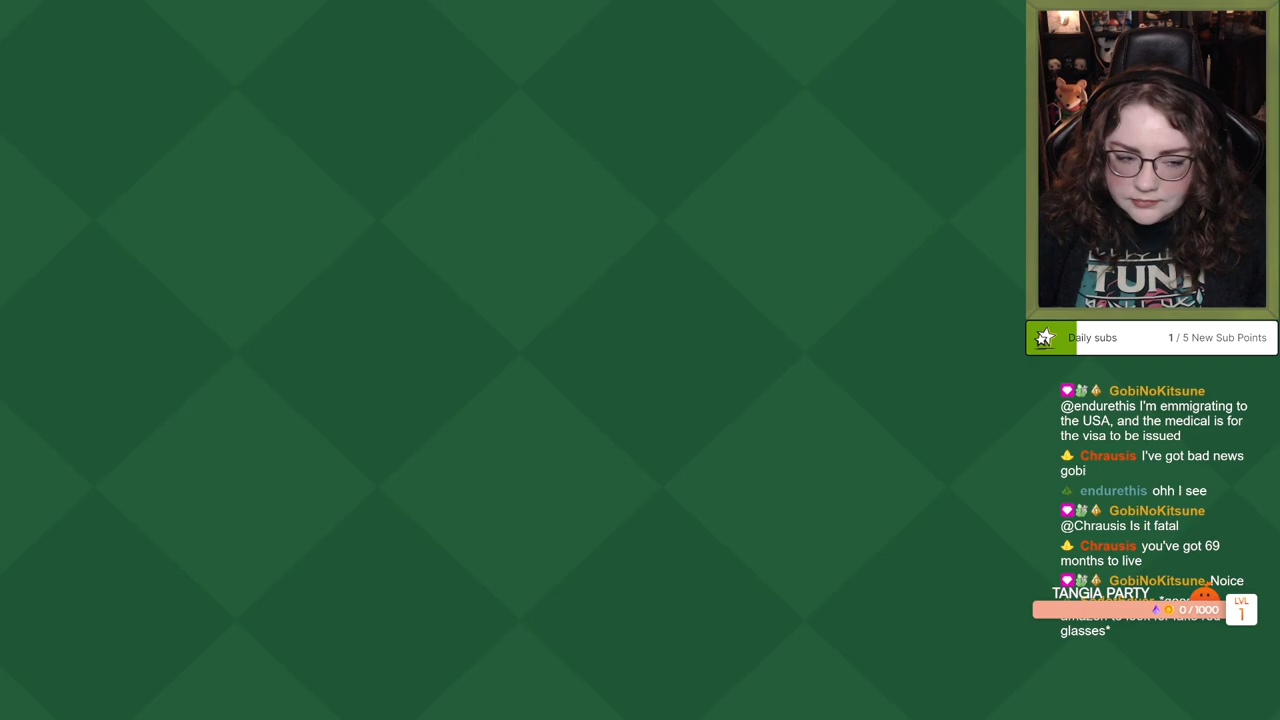 TUNI
Daily subs 1 / 5 New Sub Points
GobiNoKitsune
@endurethis I'm emmigrating to
the USA, and the medical is for
the visa to be issued
Chrausis I've got bad news
gobi
endurethis ohh I see
GobiNoKitsune
@Chrausis Is it fatal
Chrausis you've got 69
months to live
GobiNoKitsune Noice
TANGIA PARTY
0 / 1000
LVL
1
glasses*